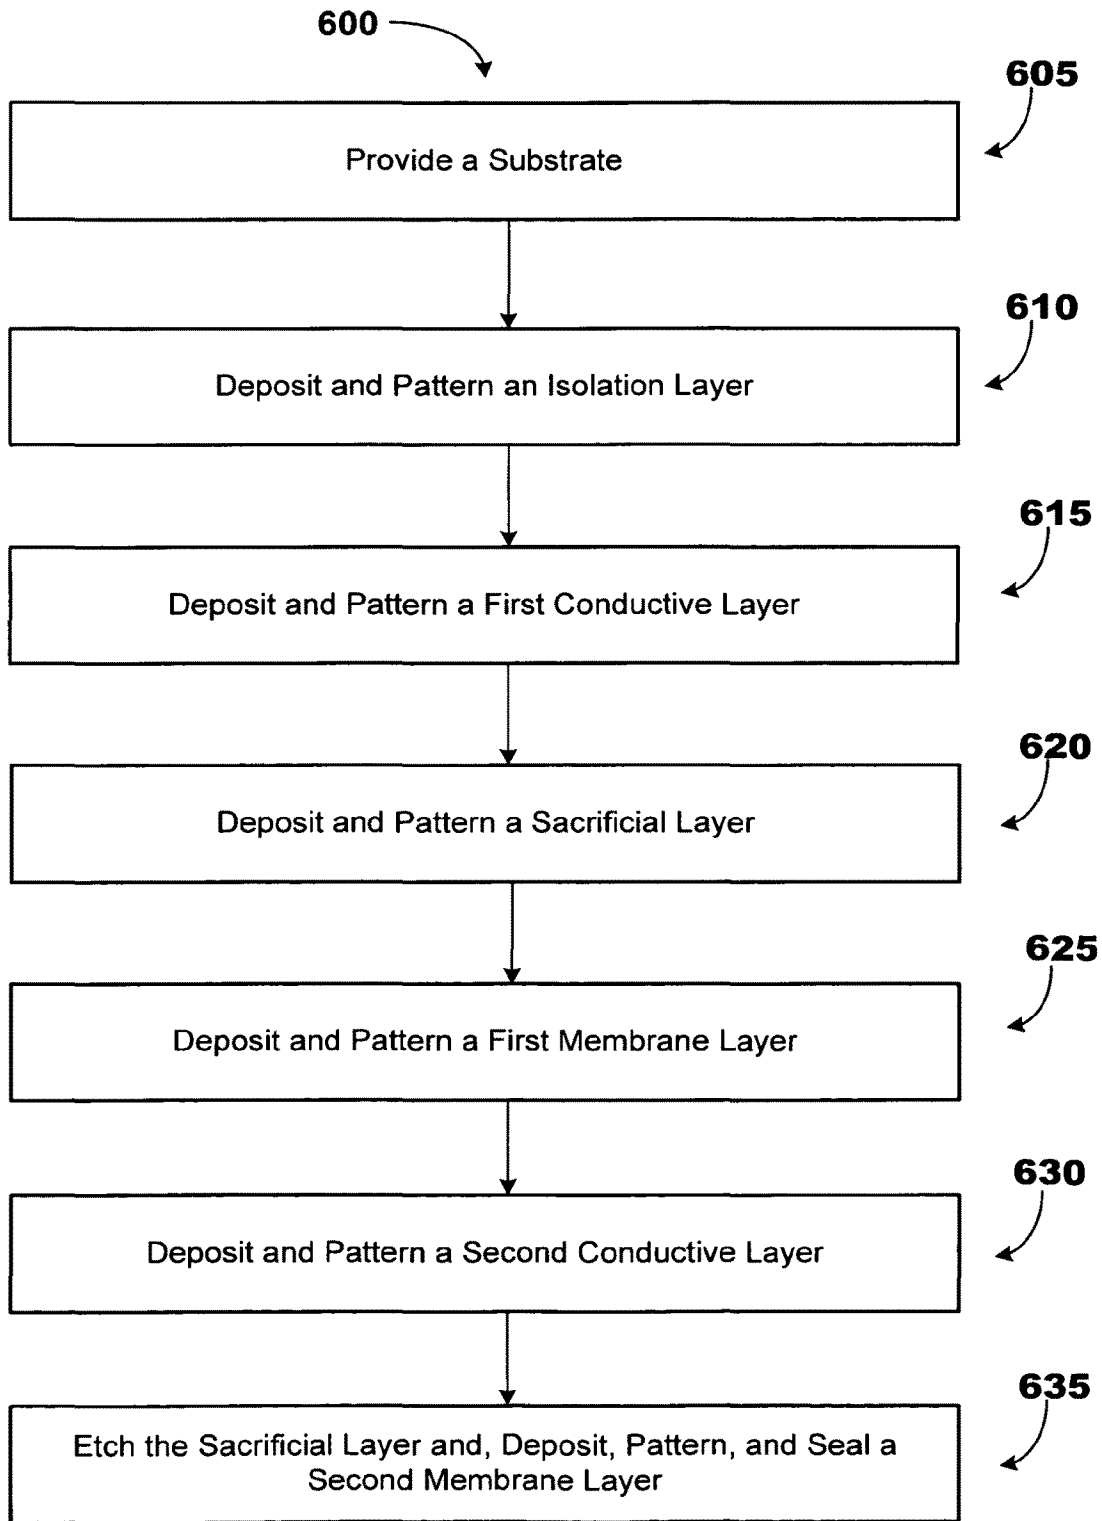 600
605
Provide a Substrate
610
Deposit and Pattern an Isolation Layer
615
Deposit and Pattern a First Conductive Layer
620
Deposit and Pattern a Sacrificial Layer
625
Deposit and Pattern a First Membrane Layer
630
Deposit and Pattern a Second Conductive Layer
635
Etch the Sacrificial Layer and, Deposit, Pattern, and Seal a
Second Membrane Layer